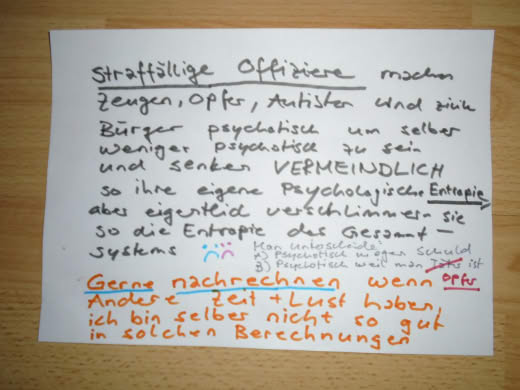 Straffällige Offiziere machen
Zeugen, Opfer, Autisten und
Bürger psychotisch um selber
weniger psychotisch zu sein
und senken VERMEINDLICH
so ihre eigene Psychologische Entropie
aber eigentlich verschlimmern sie
so die Entropie des Gesamt-
systems
Man unterscheide:
A) Psychotisch wegen Schuld
B) Psychotisch weil man Täter ist
Opfer
Gerne nachrechnen wenn
Andere Zeit + Lust haben,
ich bin selber nicht so gut
in solchen Berechnungen